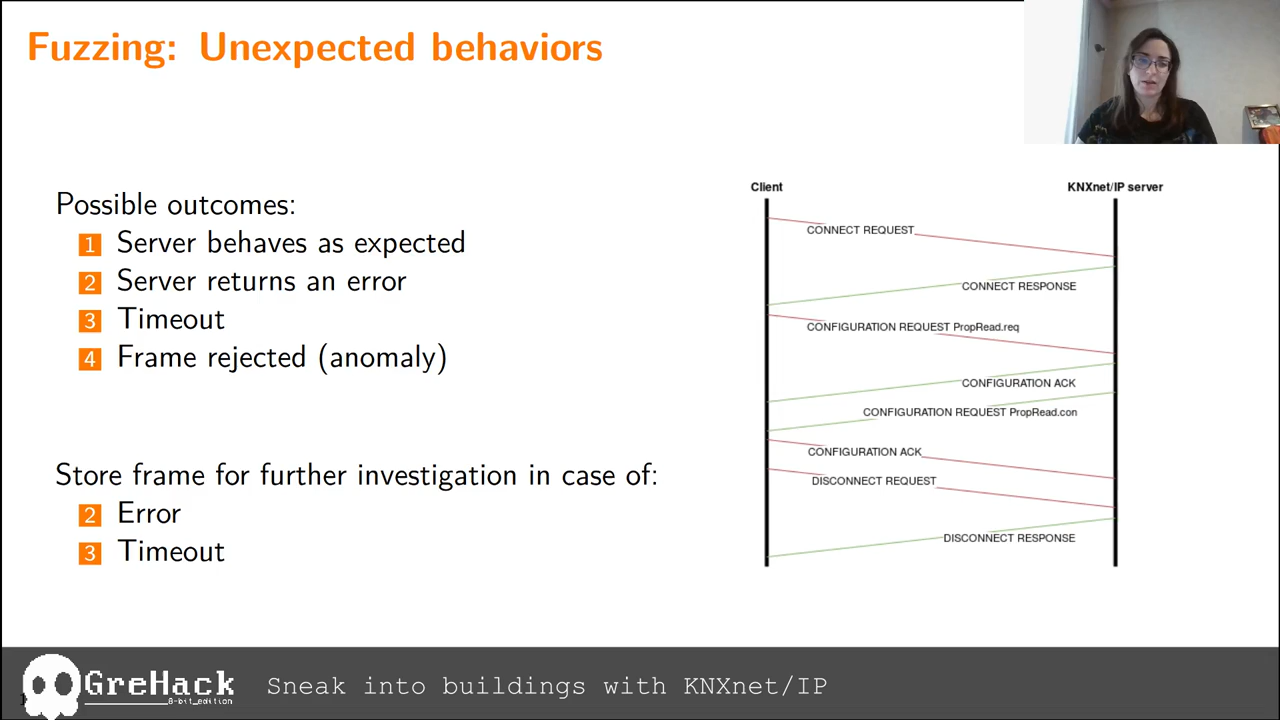 Fuzzing: Unexpected behaviors
Possible outcomes:
1 Server behaves as expected
2 Server returns an error
3 Timeout
4 Frame rejected (anomaly)
Store frame for further investigation in case of:
2 Error
3 Timeout
Client
KNXnet/IP server
CONNECT REQUEST
CONNECT RESPONSE
CONFIGURATION REQUEST PropRead.req
CONFIGURATION ACK
CONFIGURATION REQUEST PropRead.con
CONFIGURATION ACK
DISCONNECT REQUEST
DISCONNECT RESPONSE
GreHack
8-bit_edition
Sneak into buildings with KNXnet/IP